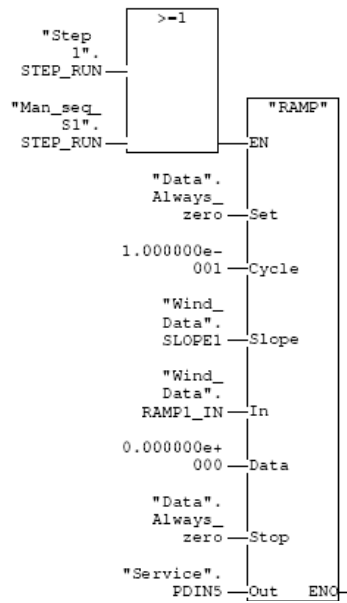 >=1
"Step
1".
STEP_RUN
"Man_seq_
S1".
STEP_RUN
"RAMP"
EN
"Data".
Always_
zero
Set
1.000000e-
001
Cycle
"Wind_
Data".
SLOPE1
Slope
"Wind_
Data".
RAMP1_IN
In
0.000000e+
000
Data
"Data".
Always_
zero
Stop
"Service".
PDIN5
Out ENO